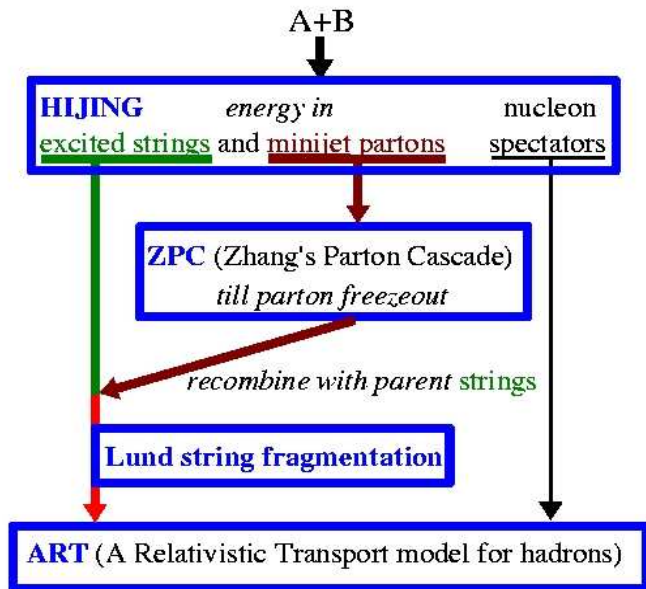 A+B
HIJING energy in nucleon
excited strings and minijet partons spectators
ZPC (Zhang's Parton Cascade)
till parton freezeout
recombine with parent strings
Lund string fragmentation
ART (A Relativistic Transport model for hadrons)